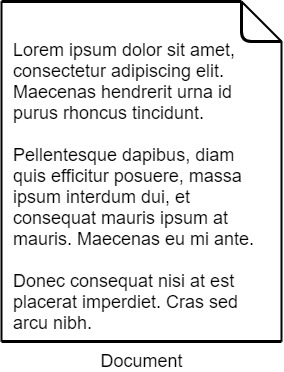 Lorem ipsum dolor sit amet,
consectetur adipiscing elit.
Maecenas hendrerit urna id
purus rhoncus tincidunt.
Pellentesque dapibus, diam
quis efficitur posuere, massa
ipsum interdum dui, et
consequat mauris ipsum at
mauris. Maecenas eu mi ante.
Donec consequat nisi at est
placerat imperdiet. Cras sed
arcu nibh.
Document